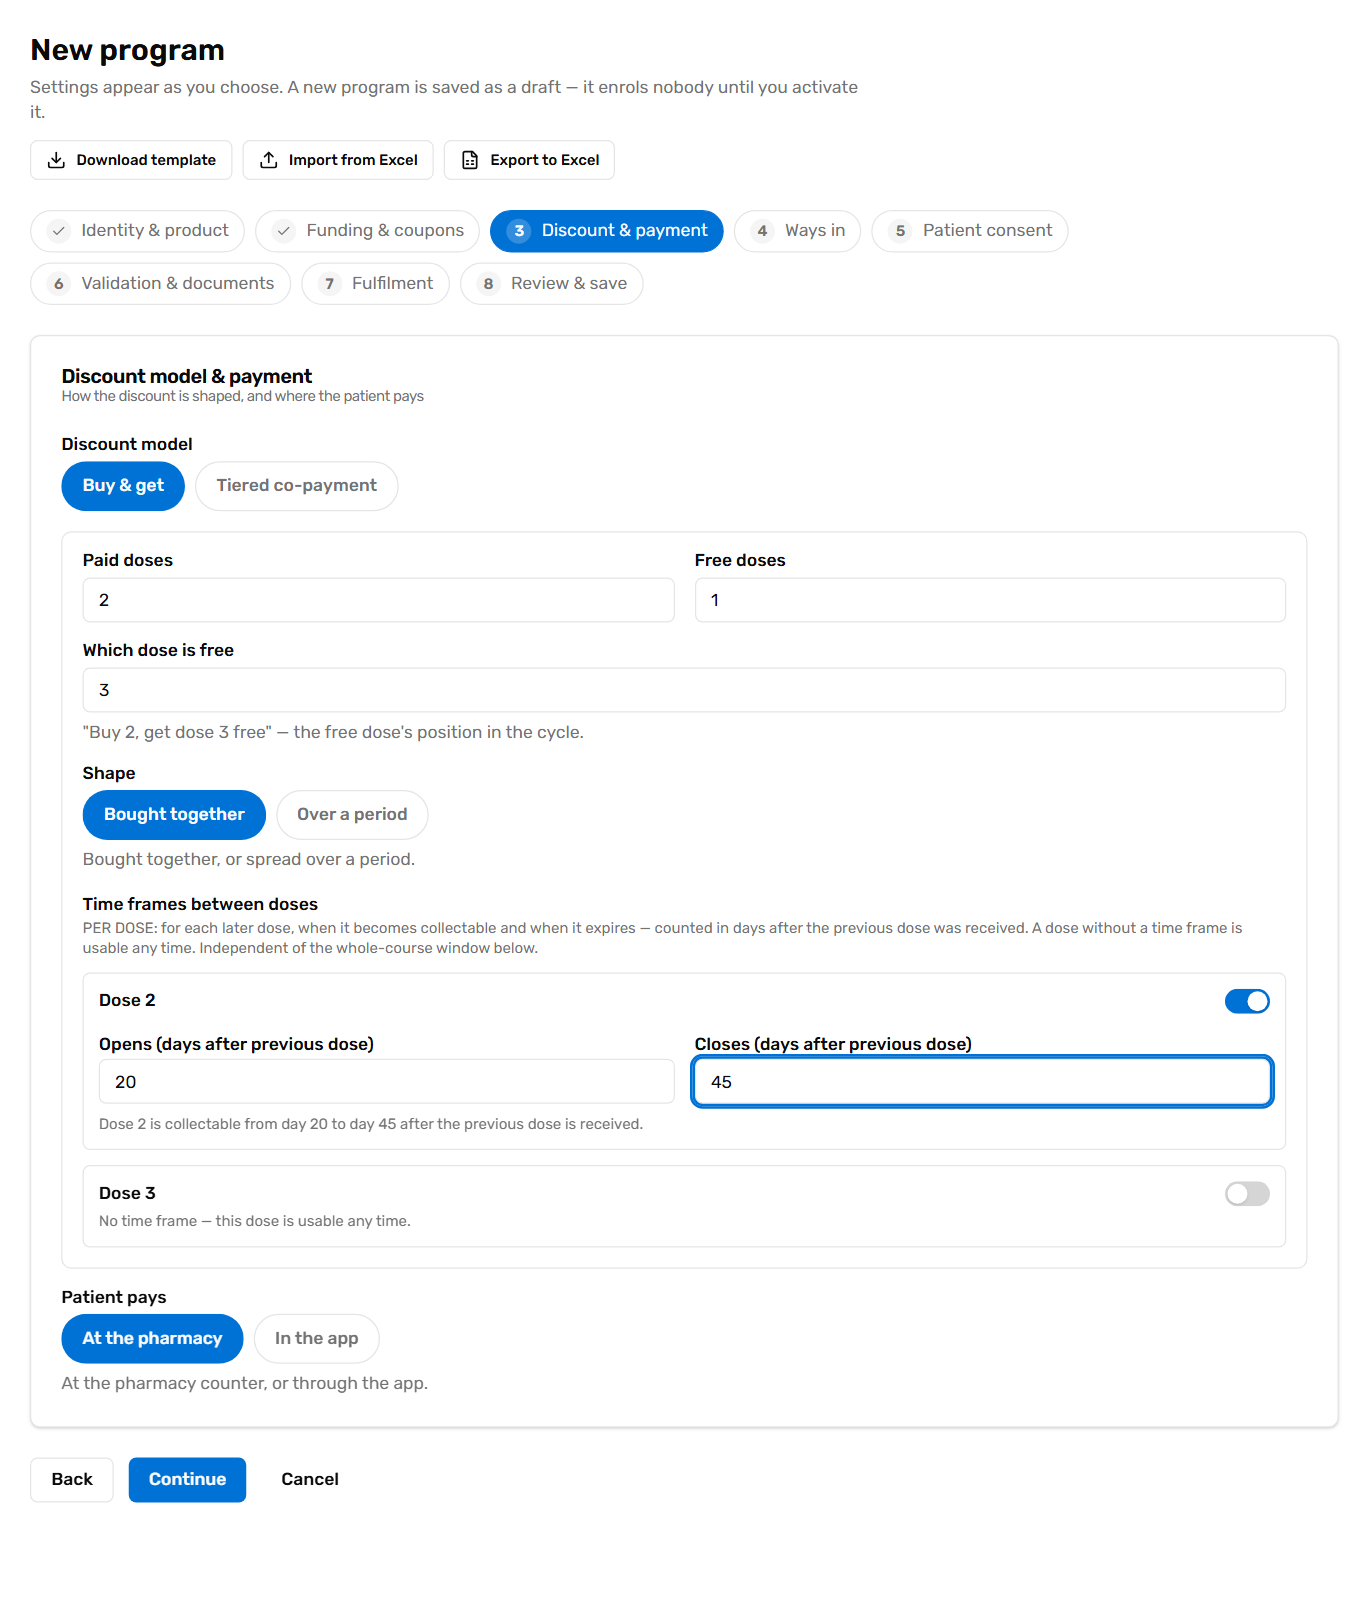 New program
Settings appear as you choose. A new program is saved as a draft — it enrols nobody until you activate
it.
Download template
Import from Excel
Export to Excel
Identity & product
Funding & coupons
3 Discount & payment
4 Ways in
5 Patient consent
6 Validation & documents
7 Fulfilment
8 Review & save
Discount model & payment
How the discount is shaped, and where the patient pays
Discount model
Buy & get
Tiered co-payment
Paid doses
Free doses
2
1
Which dose is free
3
"Buy 2, get dose 3 free" — the free dose's position in the cycle.
Shape
Bought together
Over a period
Bought together, or spread over a period.
Time frames between doses
PER DOSE: for each later dose, when it becomes collectable and when it expires — counted in days after the previous dose was received. A dose without a time frame is
usable any time. Independent of the whole-course window below.
Dose 2
Opens (days after previous dose)
Closes (days after previous dose)
20
45
Dose 2 is collectable from day 20 to day 45 after the previous dose is received.
Dose 3
No time frame — this dose is usable any time.
Patient pays
At the pharmacy
In the app
At the pharmacy counter, or through the app.
Back
Continue
Cancel